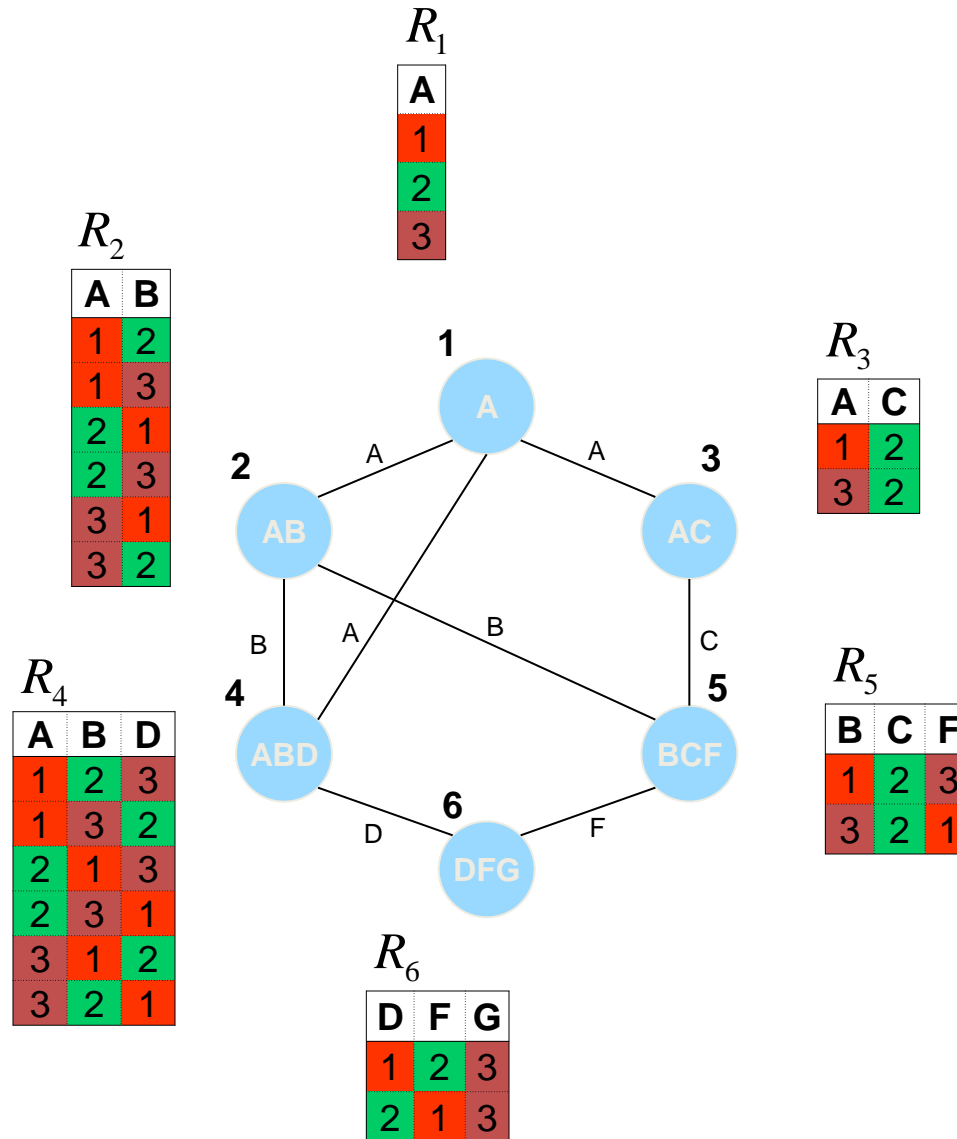 R1
A
1
2
3
R2
A B
1 2
1 3
2 1
2 3
3 1
3 2
1
A
R3
A C
1 2
3 2
2
A
A
3
AB
AC
B
A
B
C
R4
A B D
1 2 3
1 3 2
2 1 3
2 3 1
3 1 2
3 2 1
4
5
R5
B C F
1 2 3
3 2 1
ABD
BCF
D
6
F
DFG
R6
D F G
1 2 3
2 1 3